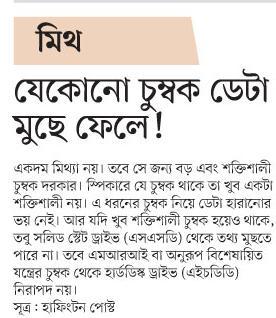 মিথ
যেকোনো চুম্বক ডেটা
মুছে ফেলে!
একদম মিথ্যা নয়। তবে সে জন্য বড় এবং শক্তিশালী
চুম্বক দরকার। স্পিকারে যে চুম্বক থাকে তা খুব একটা
শক্তিশালী নয়। এ ধরনের চুম্বক নিয়ে ডেটা হারানোর
ভয় নেই। আর যদি খুব শক্তিশালী চুম্বক হয়েও থাকে,
তবু সলিড স্টেট ড্রাইভ (এসএসডি) থেকে তথ্য মুছতে
পারে না। তবে এমআরআই বা অনুরূপ বিশেষায়িত
যন্ত্রের চুম্বক থেকে হার্ডডিস্ক ড্রাইভ (এইচডিডি)
নিরাপদ নয়।
সূত্র : হাফিংটন পোস্ট